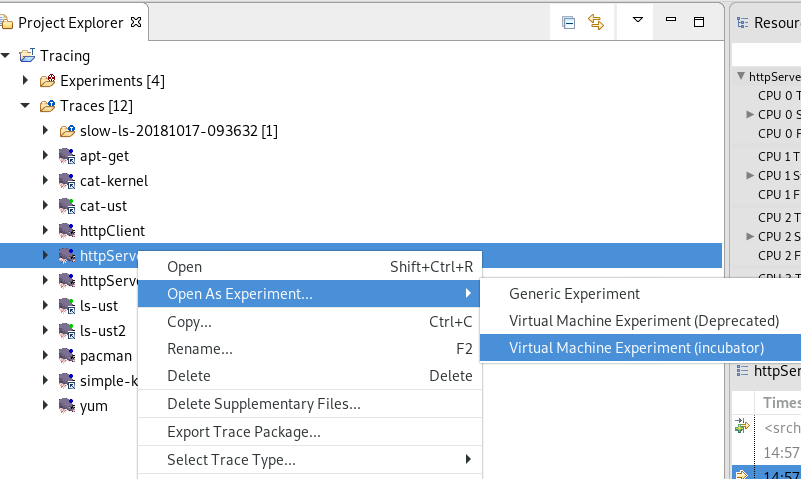 Project Explorer
Tracing
Experiments [4]
Traces [12]
slow-ls-20181017-093632 [1]
apt-get
cat-kernel
cat-ust
httpClient
httpServe
httpServe
ls-ust
ls-ust2
pacman
simple-k
yum
Open Shift+Ctrl+R
Open As Experiment...
Copy... Ctrl+C
Rename... F2
Delete Delete
Delete Supplementary Files...
Export Trace Package...
Select Trace Type...
Generic Experiment
Virtual Machine Experiment (Deprecated)
Virtual Machine Experiment (incubator)
Resour
httpServe
CPU 0 T
CPU 0 S
CPU 0 F
CPU 1 T
CPU 1 S
CPU 1 F
CPU 2 T
CPU 2 S
CPU 2 F
httpSer
Times
<srch
14:57
14:57